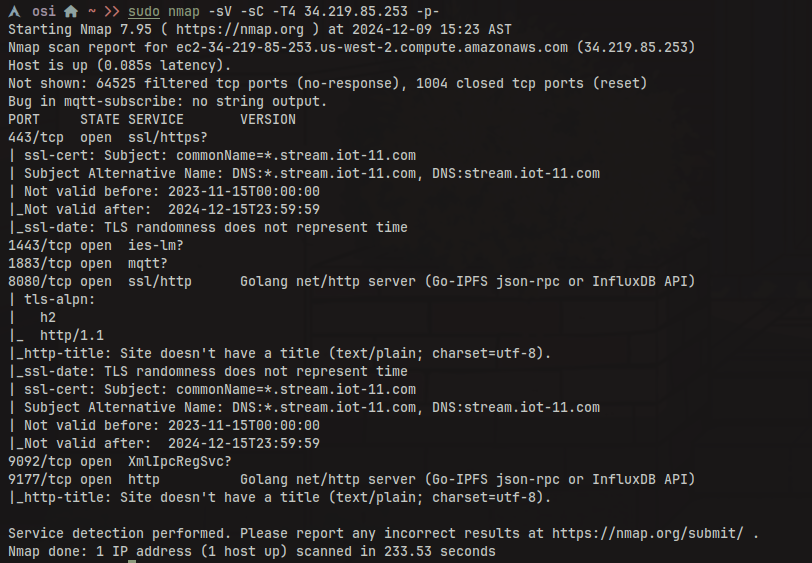 osi ~ >> sudo nmap -sV -sC -T4 34.219.85.253 -p-
Starting Nmap 7.95 ( https://nmap.org ) at 2024-12-09 15:23 AST
Nmap scan report for ec2-34-219-85-253.us-west-2.compute.amazonaws.com (34.219.85.253)
Host is up (0.085s latency).
Not shown: 64525 filtered tcp ports (no-response), 1004 closed tcp ports (reset)
Bug in mqtt-subscribe: no string output.
PORT     STATE SERVICE       VERSION
443/tcp  open  ssl/https?
| ssl-cert: Subject: commonName=*.stream.iot-11.com
| Subject Alternative Name: DNS:*.stream.iot-11.com, DNS:stream.iot-11.com
| Not valid before: 2023-11-15T00:00:00
|_Not valid after:  2024-12-15T23:59:59
|_ssl-date: TLS randomness does not represent time
1443/tcp open  ies-lm?
1883/tcp open  mqtt?
8080/tcp open  ssl/http      Golang net/http server (Go-IPFS json-rpc or InfluxDB API)
| tls-alpn:
|   h2
|_  http/1.1
|_http-title: Site doesn't have a title (text/plain; charset=utf-8).
|_ssl-date: TLS randomness does not represent time
| ssl-cert: Subject: commonName=*.stream.iot-11.com
| Subject Alternative Name: DNS:*.stream.iot-11.com, DNS:stream.iot-11.com
| Not valid before: 2023-11-15T00:00:00
|_Not valid after:  2024-12-15T23:59:59
9092/tcp open  XmlIpcRegSvc?
9177/tcp open  http          Golang net/http server (Go-IPFS json-rpc or InfluxDB API)
|_http-title: Site doesn't have a title (text/plain; charset=utf-8).
Service detection performed. Please report any incorrect results at https://nmap.org/submit/ .
Nmap done: 1 IP address (1 host up) scanned in 233.53 seconds